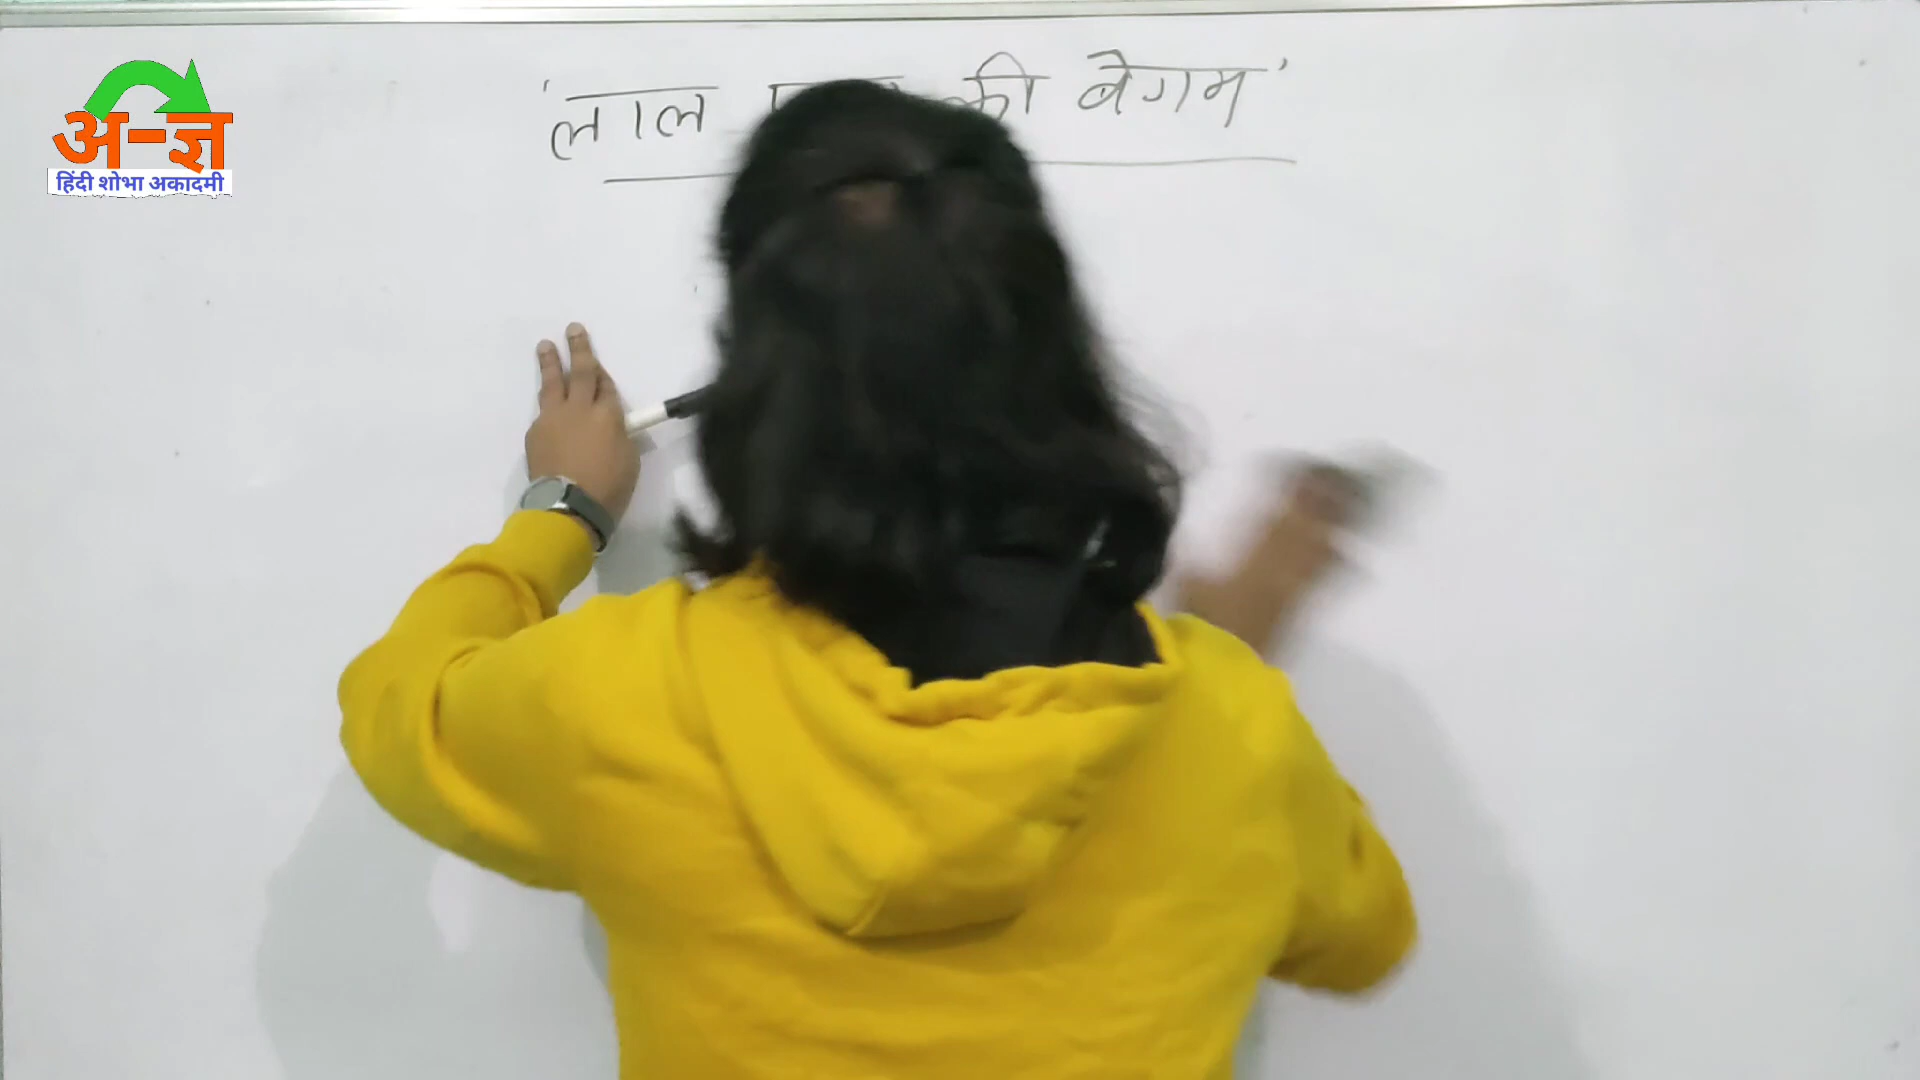 'लाल की बेगम'
अ-ज्ञ
हिंदी शोभा अकादमी